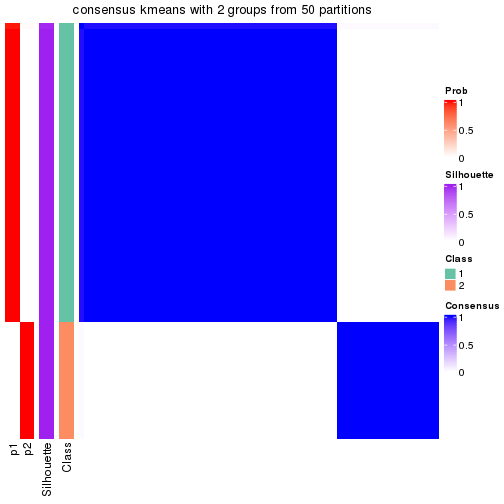 consensus kmeans with 2 groups from 50 partitions
Prob
1
0.5
0
Silhouette
1
0.5
0
Class
1
2
Consensus
1
0.5
0
p1
p2
Silhouette
Class